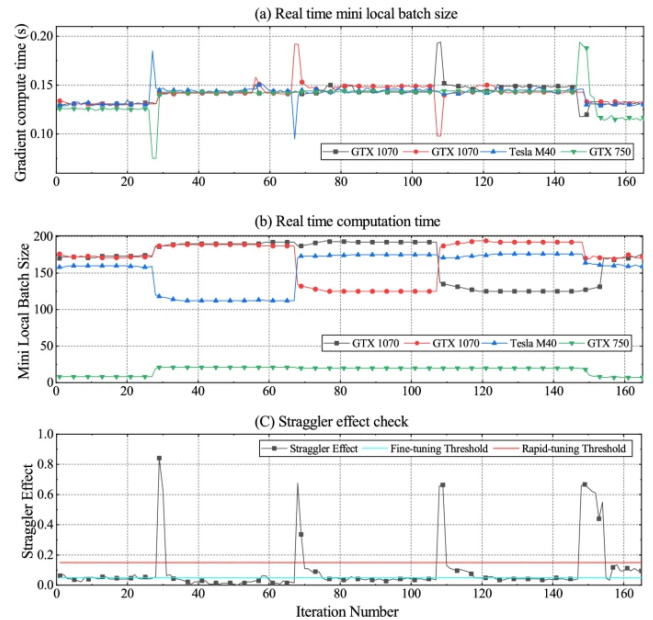 (a) Real time mini local batch size
Gradient compute time (s)
0.20
0.15
0.10
GTX 1070 GTX 1070 Tesla M40 GTX 750
0 20 40 60 80 100 120 140 160
(b) Real time computation time
Mini Local Batch Size
200
150
100
50
0
GTX 1070 GTX 1070 Tesla M40 GTX 750
0 20 40 60 80 100 120 140 160
(C) Straggler effect check
Straggler Effect
1.0
0.8
0.6
0.4
0.2
0.0
Straggler Effect Fine-tuning Threshold Rapid-tuning Threshold
0 20 40 60 80 100 120 140 160
Iteration Number